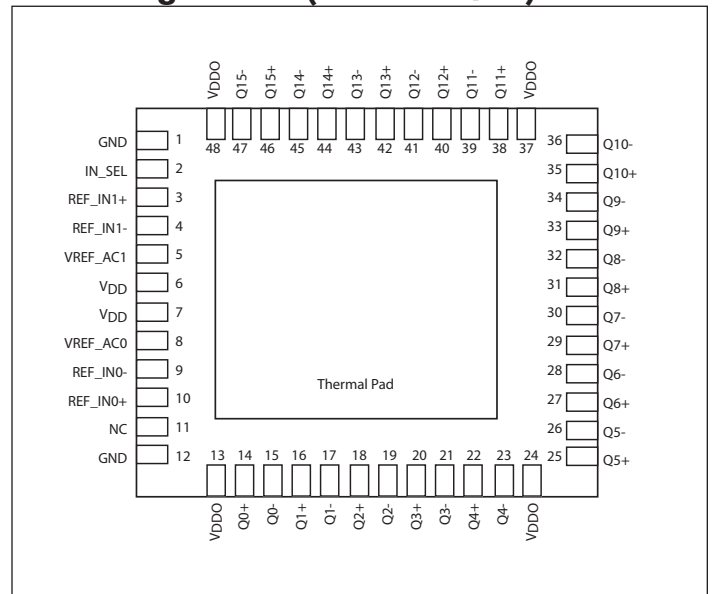 VDDO Q15- Q15+ Q14- Q14+ Q13- Q13+ Q12- Q12+ Q11- Q11+ VDDO
48 47 46 45 44 43 42 41 40 39 38 37
GND 1
IN_SEL 2
REF_IN1+ 3
REF_IN1- 4
VREF_AC1 5
VDD 6
VDD 7
VREF_AC0 8
REF_IN0- 9
REF_IN0+ 10
NC 11
GND 12
Thermal Pad
36 Q10-
35 Q10+
34 Q9-
33 Q9+
32 Q8-
31 Q8+
30 Q7-
29 Q7+
28 Q6-
27 Q6+
26 Q5-
25 Q5+
13 14 15 16 17 18 19 20 21 22 23 24
VDDO Q0+ Q0- Q1+ Q1- Q2+ Q2- Q3+ Q3- Q4+ Q4- VDDO